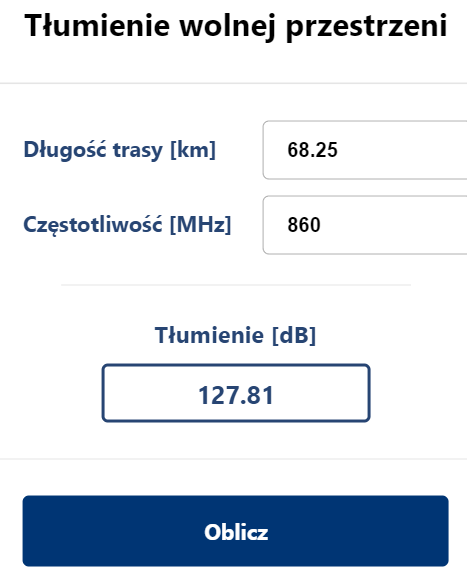 Tłumienie wolnej przestrzeni
Długość trasy [km] 68.25
Częstotliwość [MHz] 860
Tłumienie [dB]
127.81
Oblicz